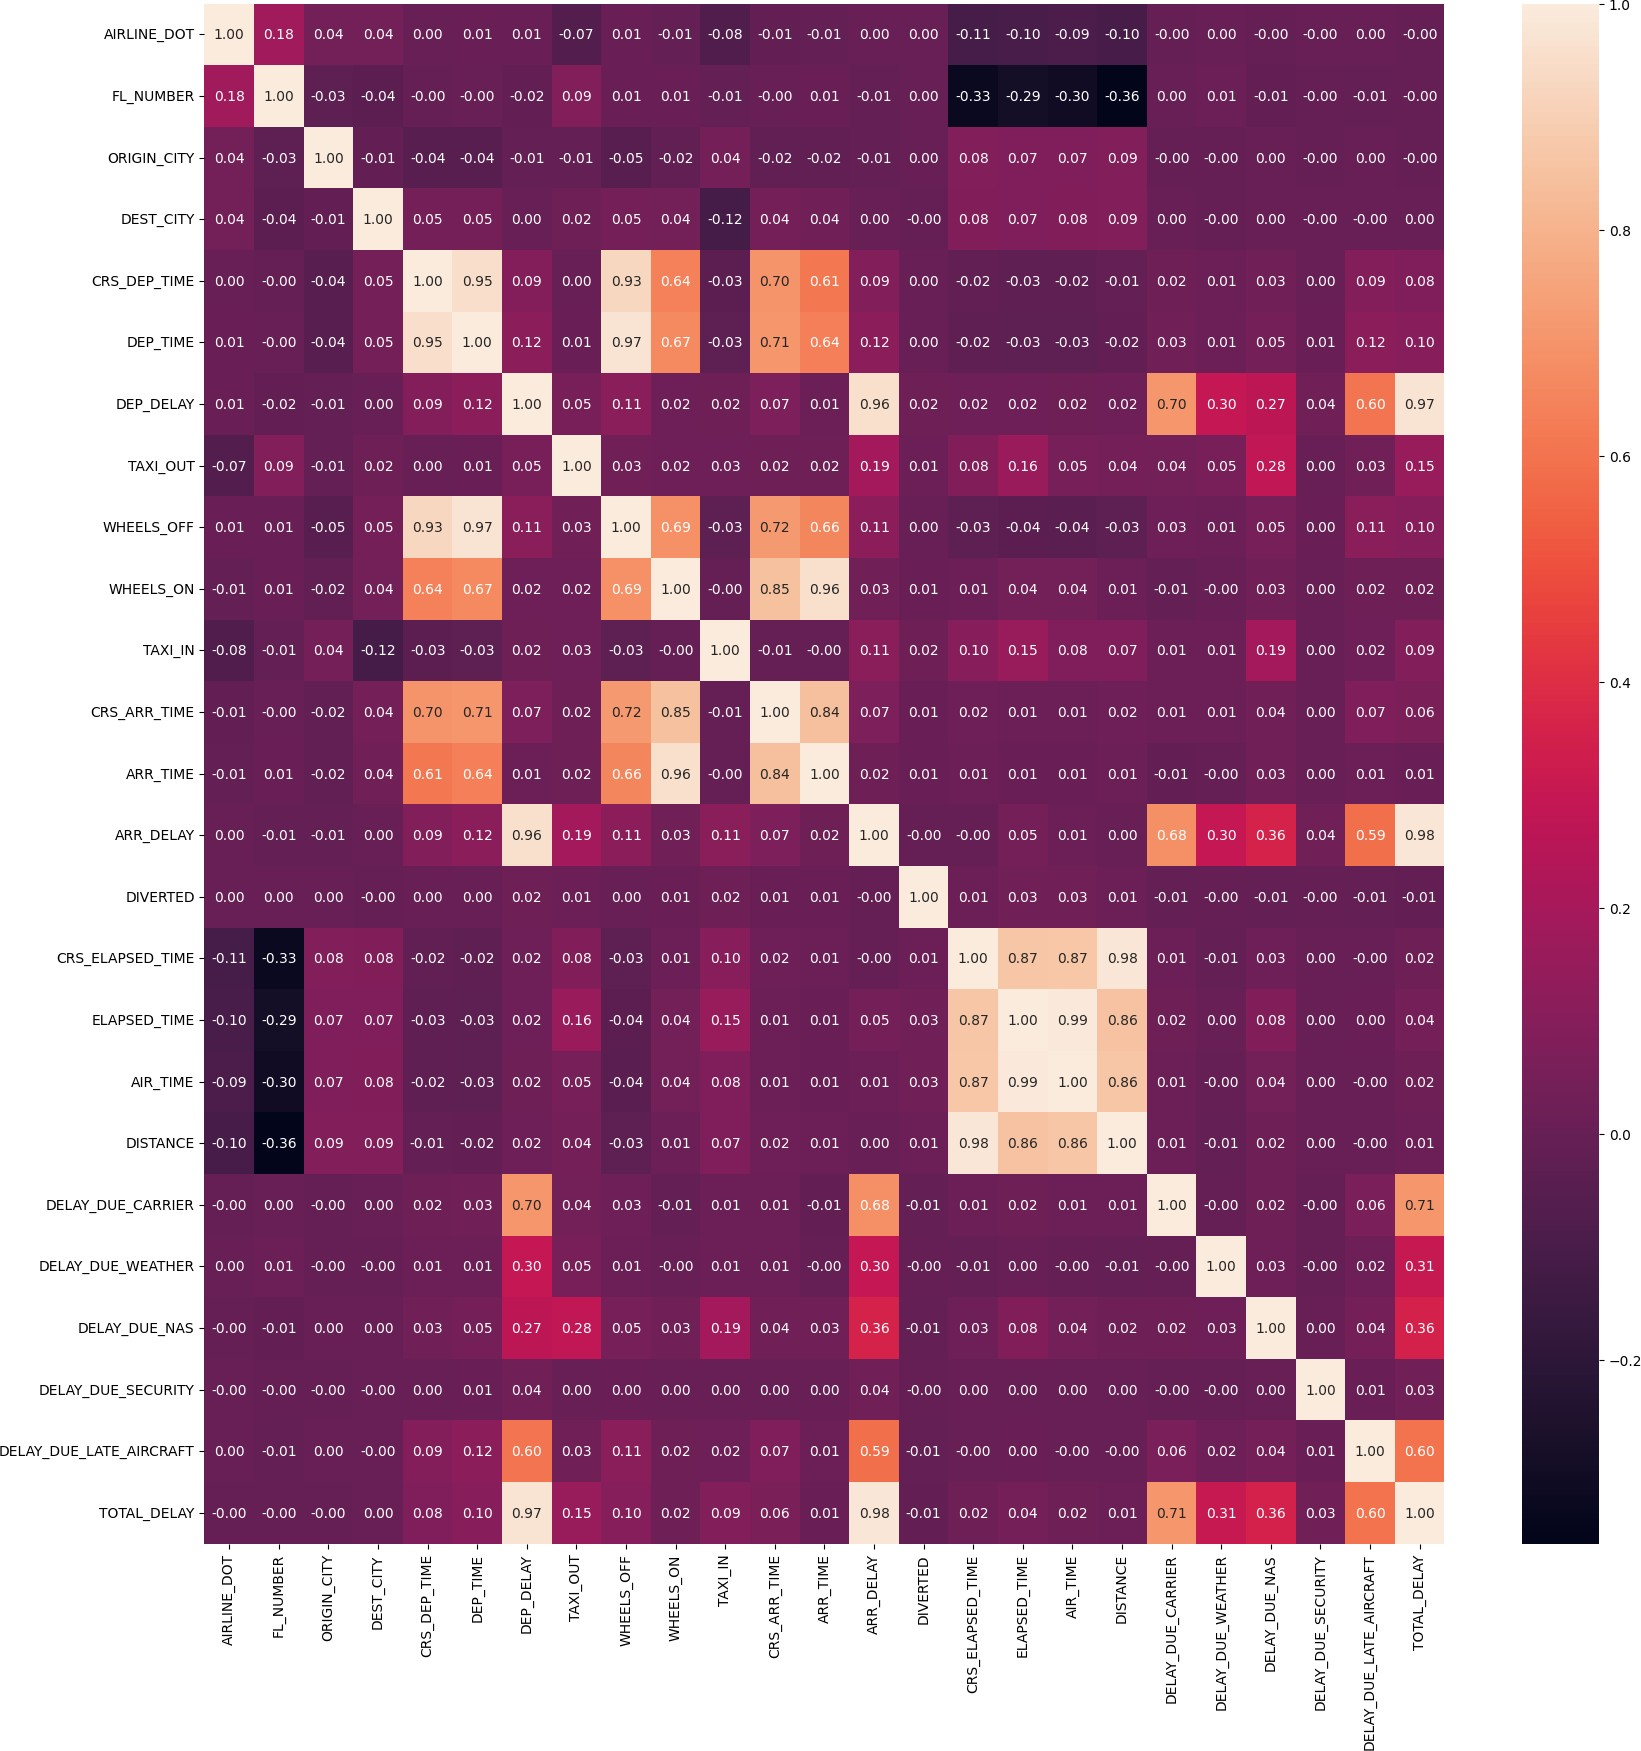 AIRLINE_DOT 1.00 0.18 0.04 0.04 0.00 0.01 0.01 -0.07 0.01 -0.01 -0.08 -0.01 -0.01 0.00 0.00 -0.11 -0.10 -0.09 -0.10 -0.00 0.00 -0.00 -0.00 0.00 -0.00
FL_NUMBER 0.18 1.00 -0.03 -0.04 -0.00 -0.00 -0.02 0.09 0.01 0.01 -0.01 -0.00 0.01 -0.01 0.00 -0.33 -0.29 -0.30 -0.36 0.00 0.01 -0.01 -0.00 -0.01 -0.00
ORIGIN_CITY 0.04 -0.03 1.00 -0.01 -0.04 -0.04 -0.01 -0.01 -0.05 -0.02 0.04 -0.02 -0.02 -0.01 0.00 0.08 0.07 0.07 0.09 -0.00 -0.00 0.00 -0.00 0.00 -0.00
DEST_CITY 0.04 -0.04 -0.01 1.00 0.05 0.05 0.00 0.02 0.05 0.04 -0.12 0.04 0.04 0.00 -0.00 0.08 0.07 0.08 0.09 0.00 -0.00 0.00 -0.00 -0.00 0.00
CRS_DEP_TIME 0.00 -0.00 -0.04 0.05 1.00 0.95 0.09 0.00 0.93 0.64 -0.03 0.70 0.61 0.09 0.00 -0.02 -0.03 -0.02 -0.01 0.02 0.01 0.03 0.00 0.09 0.08
DEP_TIME 0.01 -0.00 -0.04 0.05 0.95 1.00 0.12 0.01 0.97 0.67 -0.03 0.71 0.64 0.12 0.00 -0.02 -0.03 -0.03 -0.02 0.03 0.01 0.05 0.01 0.12 0.10
DEP_DELAY 0.01 -0.02 -0.01 0.00 0.09 0.12 1.00 0.05 0.11 0.02 0.02 0.07 0.01 0.96 0.02 0.02 0.02 0.02 0.02 0.70 0.30 0.27 0.04 0.60 0.97
TAXI_OUT -0.07 0.09 -0.01 0.02 0.00 0.01 0.05 1.00 0.03 0.02 0.03 0.02 0.02 0.19 0.01 0.08 0.16 0.05 0.04 0.04 0.05 0.28 0.00 0.03 0.15
WHEELS_OFF 0.01 0.01 -0.05 0.05 0.93 0.97 0.11 0.03 1.00 0.69 -0.03 0.72 0.66 0.11 0.00 -0.03 -0.04 -0.04 -0.03 0.03 0.01 0.05 0.00 0.11 0.10
WHEELS_ON -0.01 0.01 -0.02 0.04 0.64 0.67 0.02 0.02 0.69 1.00 -0.00 0.85 0.96 0.03 0.01 0.01 0.04 0.04 0.01 -0.01 -0.00 0.03 0.00 0.02 0.02
TAXI_IN -0.08 -0.01 0.04 -0.12 -0.03 -0.03 0.02 0.03 -0.03 -0.00 1.00 -0.01 -0.00 0.11 0.02 0.10 0.15 0.08 0.07 0.01 0.01 0.19 0.00 0.02 0.09
CRS_ARR_TIME -0.01 -0.00 -0.02 0.04 0.70 0.71 0.07 0.02 0.72 0.85 -0.01 1.00 0.84 0.07 0.01 0.02 0.01 0.01 0.02 0.01 0.01 0.04 0.00 0.07 0.06
ARR_TIME -0.01 0.01 -0.02 0.04 0.61 0.64 0.01 0.02 0.66 0.96 -0.00 0.84 1.00 0.02 0.01 0.01 0.01 0.01 0.01 -0.01 -0.00 0.03 0.00 0.01 0.01
ARR_DELAY 0.00 -0.01 -0.01 0.00 0.09 0.12 0.96 0.19 0.11 0.03 0.11 0.07 0.02 1.00 -0.00 -0.00 0.05 0.01 0.00 0.68 0.30 0.36 0.04 0.59 0.98
DIVERTED 0.00 0.00 0.00 -0.00 0.00 0.00 0.02 0.01 0.00 0.01 0.02 0.01 0.01 -0.00 1.00 0.01 0.03 0.03 0.01 -0.01 -0.00 -0.01 -0.00 -0.01 -0.01
CRS_ELAPSED_TIME -0.11 -0.33 0.08 0.08 -0.02 -0.02 0.02 0.08 -0.03 0.01 0.10 0.02 0.01 -0.00 0.01 1.00 0.87 0.87 0.98 0.01 -0.01 0.03 0.00 -0.00 0.02
ELAPSED_TIME -0.10 -0.29 0.07 0.07 -0.03 -0.03 0.02 0.16 -0.04 0.04 0.15 0.01 0.01 0.05 0.03 0.87 1.00 0.99 0.86 0.02 0.00 0.08 0.00 0.00 0.04
AIR_TIME -0.09 -0.30 0.07 0.08 -0.02 -0.03 0.02 0.05 -0.04 0.04 0.08 0.01 0.01 0.01 0.03 0.87 0.99 1.00 0.86 0.01 -0.00 0.04 0.00 -0.00 0.02
DISTANCE -0.10 -0.36 0.09 0.09 -0.01 -0.02 0.02 0.04 -0.03 0.01 0.07 0.02 0.01 0.00 0.01 0.98 0.86 0.86 1.00 0.01 -0.01 0.02 0.00 -0.00 0.01
DELAY_DUE_CARRIER -0.00 0.00 -0.00 0.00 0.02 0.03 0.70 0.04 0.03 -0.01 0.01 0.01 -0.01 0.68 -0.01 0.01 0.02 0.01 0.01 1.00 -0.00 0.02 -0.00 0.06 0.71
DELAY_DUE_WEATHER 0.00 0.01 -0.00 -0.00 0.01 0.01 0.30 0.05 0.01 -0.00 0.01 0.01 -0.00 0.30 -0.00 -0.01 0.00 -0.00 -0.01 -0.00 1.00 0.03 -0.00 0.02 0.31
DELAY_DUE_NAS -0.00 -0.01 0.00 0.00 0.03 0.05 0.27 0.28 0.05 0.03 0.19 0.04 0.03 0.36 -0.01 0.03 0.08 0.04 0.02 0.02 0.03 1.00 0.00 0.04 0.36
DELAY_DUE_SECURITY -0.00 -0.00 -0.00 -0.00 0.00 0.01 0.04 0.00 0.00 0.00 0.00 0.00 0.00 0.04 -0.00 0.00 0.00 0.00 0.00 -0.00 -0.00 0.00 1.00 0.01 0.03
DELAY_DUE_LATE_AIRCRAFT 0.00 -0.01 0.00 -0.00 0.09 0.12 0.60 0.03 0.11 0.02 0.02 0.07 0.01 0.59 -0.01 -0.00 0.00 -0.00 -0.00 0.06 0.02 0.04 0.01 1.00 0.60
TOTAL_DELAY -0.00 -0.00 -0.00 0.00 0.08 0.10 0.97 0.15 0.10 0.02 0.09 0.06 0.01 0.98 -0.01 0.02 0.04 0.02 0.01 0.71 0.31 0.36 0.03 0.60 1.00
AIRLINE_DOT
FL_NUMBER
ORIGIN_CITY
DEST_CITY
CRS_DEP_TIME
DEP_TIME
DEP_DELAY
TAXI_OUT
WHEELS_OFF
WHEELS_ON
TAXI_IN
CRS_ARR_TIME
ARR_TIME
ARR_DELAY
DIVERTED
CRS_ELAPSED_TIME
ELAPSED_TIME
AIR_TIME
DISTANCE
DELAY_DUE_CARRIER
DELAY_DUE_WEATHER
DELAY_DUE_NAS
DELAY_DUE_SECURITY
DELAY_DUE_LATE_AIRCRAFT
TOTAL_DELAY
1.0
0.8
0.6
0.4
0.2
0.0
−0.2